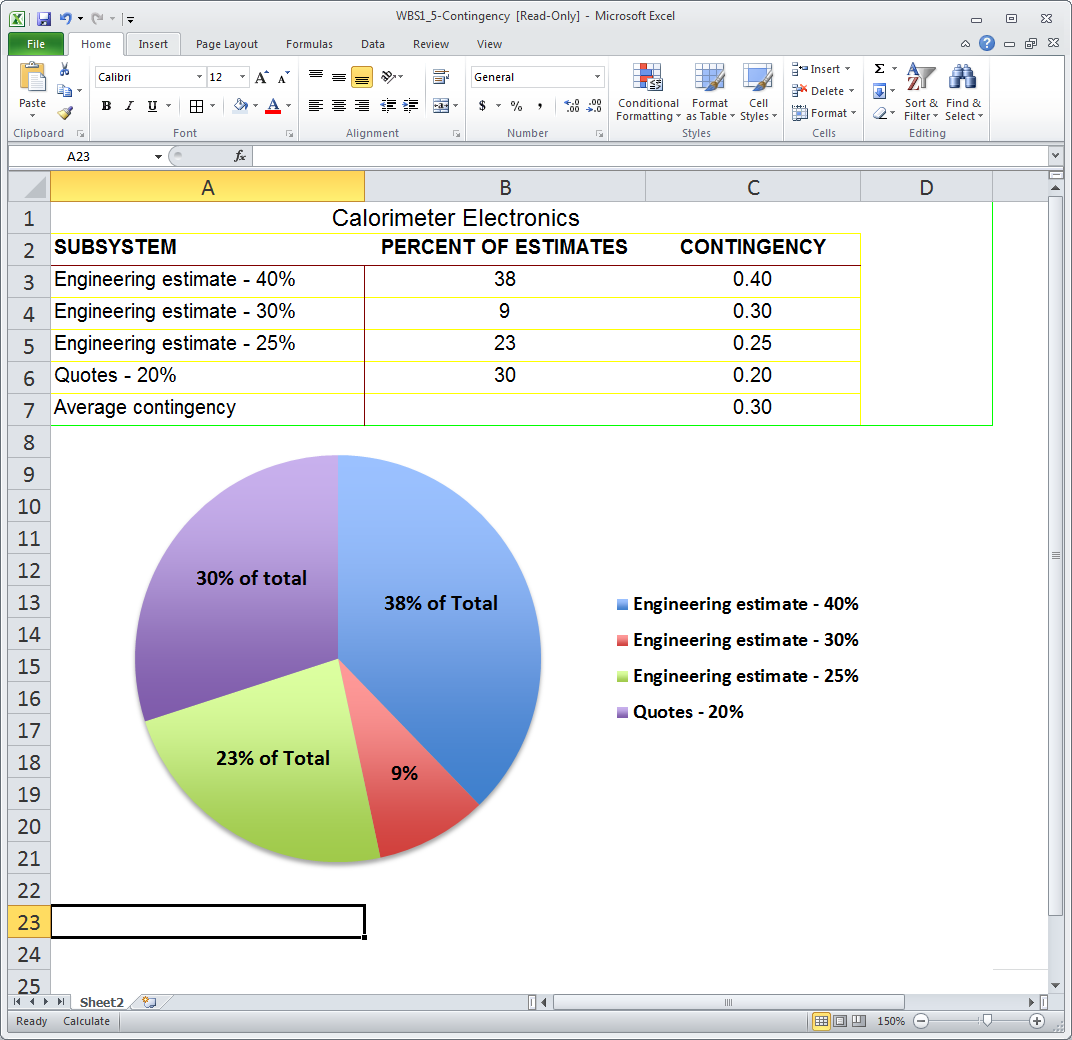 WBS1_5-Contingency [Read-Only] - Microsoft Excel
File Home Insert Page Layout Formulas Data Review View
Paste Calibri 12 General Conditional Formatting Format as Table Cell Styles Insert Delete Format Sort & Filter Find & Select
B I U $ % ,
Clipboard Font Alignment Number Styles Cells Editing
A23 fx
A B C D
1 Calorimeter Electronics
2 SUBSYSTEM PERCENT OF ESTIMATES CONTINGENCY
3 Engineering estimate - 40% 38 0.40
4 Engineering estimate - 30% 9 0.30
5 Engineering estimate - 25% 23 0.25
6 Quotes - 20% 30 0.20
7 Average contingency 0.30
8
9
10
11
12
30% of total
13
38% of Total
Engineering estimate - 40%
14
Engineering estimate - 30%
15
Engineering estimate - 25%
16
Quotes - 20%
17
18
23% of Total
9%
19
20
21
22
23
24
25
Sheet2
Ready Calculate 150%